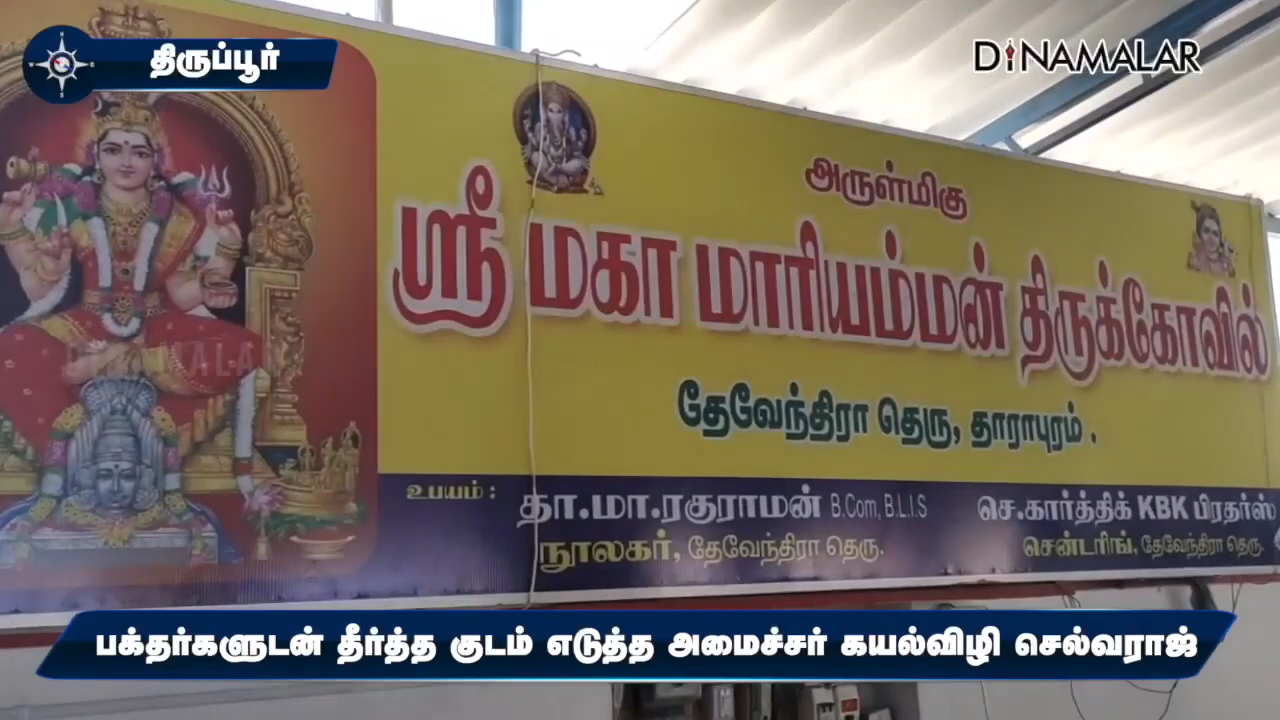 திருப்பூர்
DINAMALAR
அருள்மிகு
ஸ்ரீ மகா மாரியம்மன் திருக்கோவில்
தேவேந்திரா தெரு, தாராபுரம் .
உபயம் :
தா.மா.ரகுராமன் B.Com, B.L.I.S
நூலகர், தேவேந்திரா தெரு.
செ.கார்த்திக் KBK பிரதர்ஸ்
சென்டரிங், தேவேந்திரா தெரு.
DINAMALAR
பக்தர்களுடன் தீர்த்த குடம் எடுத்த அமைச்சர் கயல்விழி செல்வராஜ்